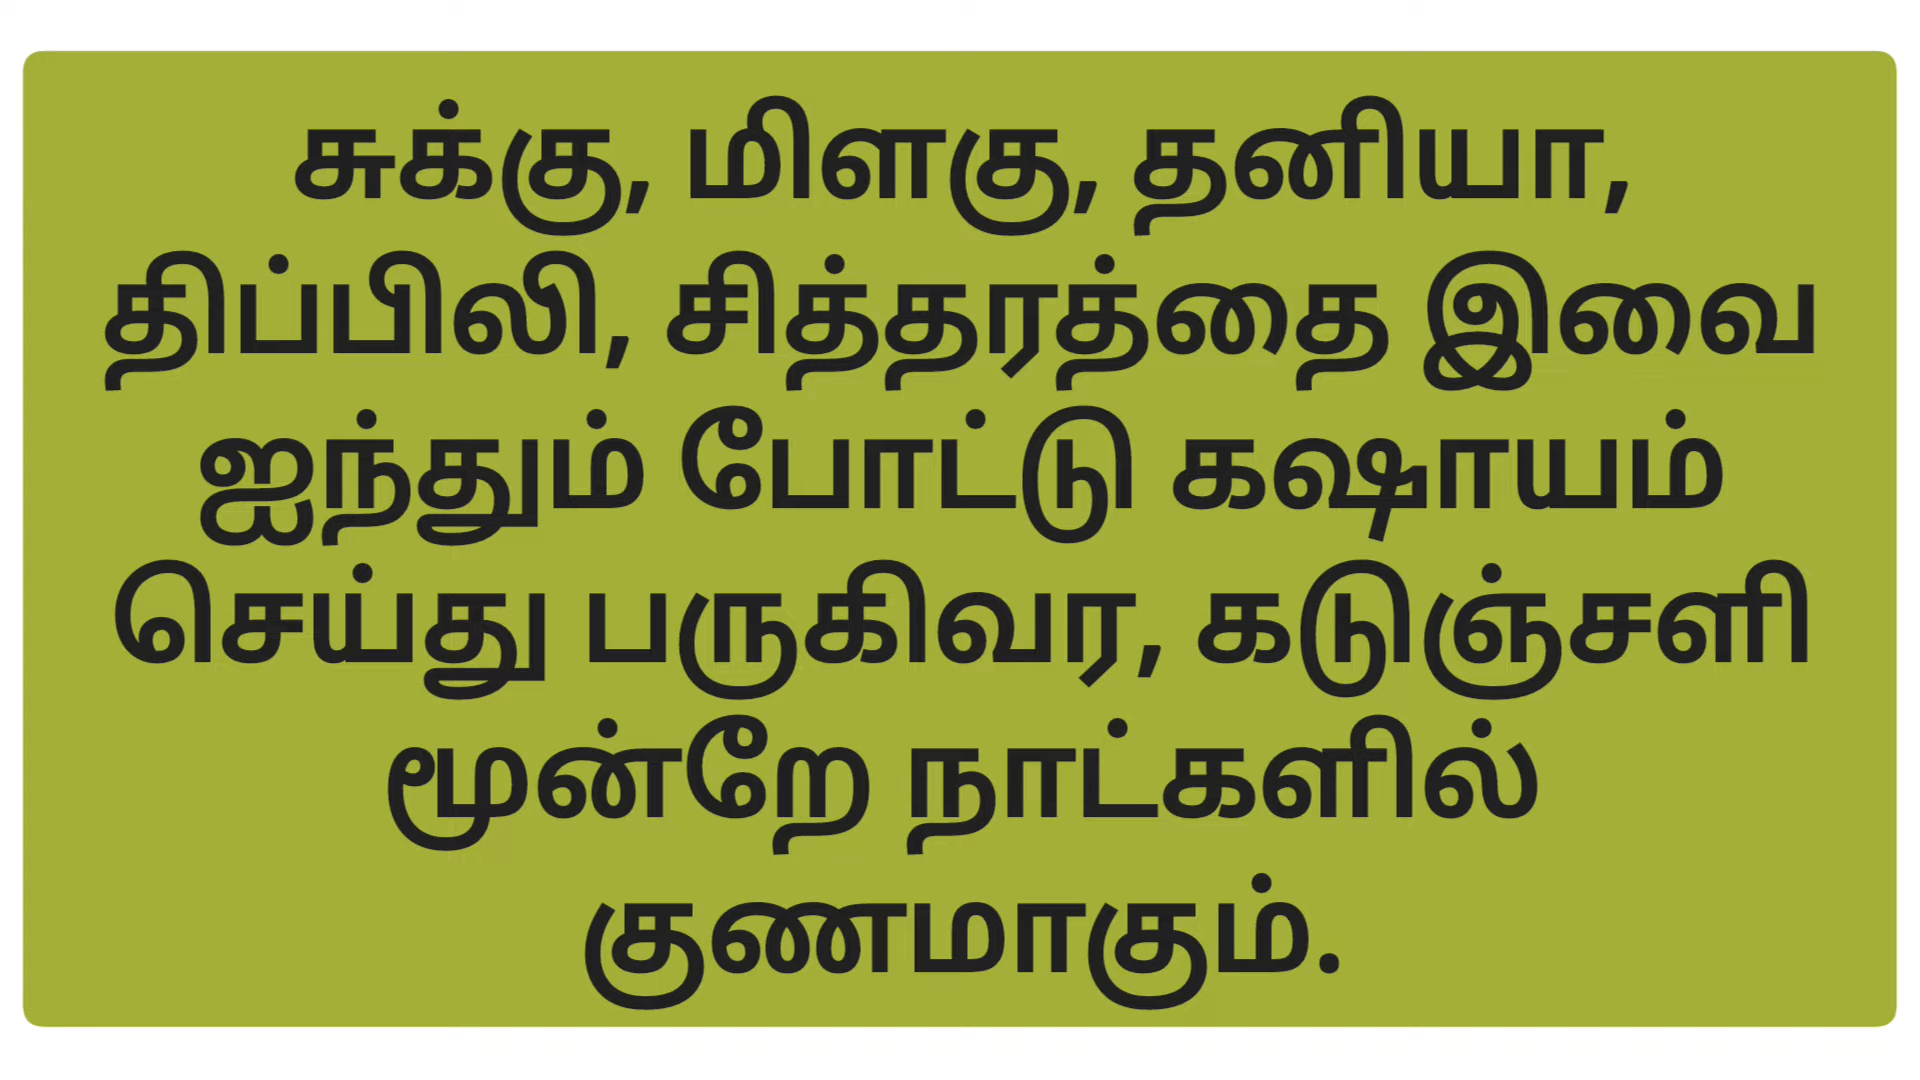 சுக்கு, மிளகு, தனியா,
திப்பிலி, சித்தரத்தை இவை
ஐந்தும் போட்டு கஷாயம்
செய்து பருகிவர, கடுஞ்சளி
மூன்றே நாட்களில்
குணமாகும்.